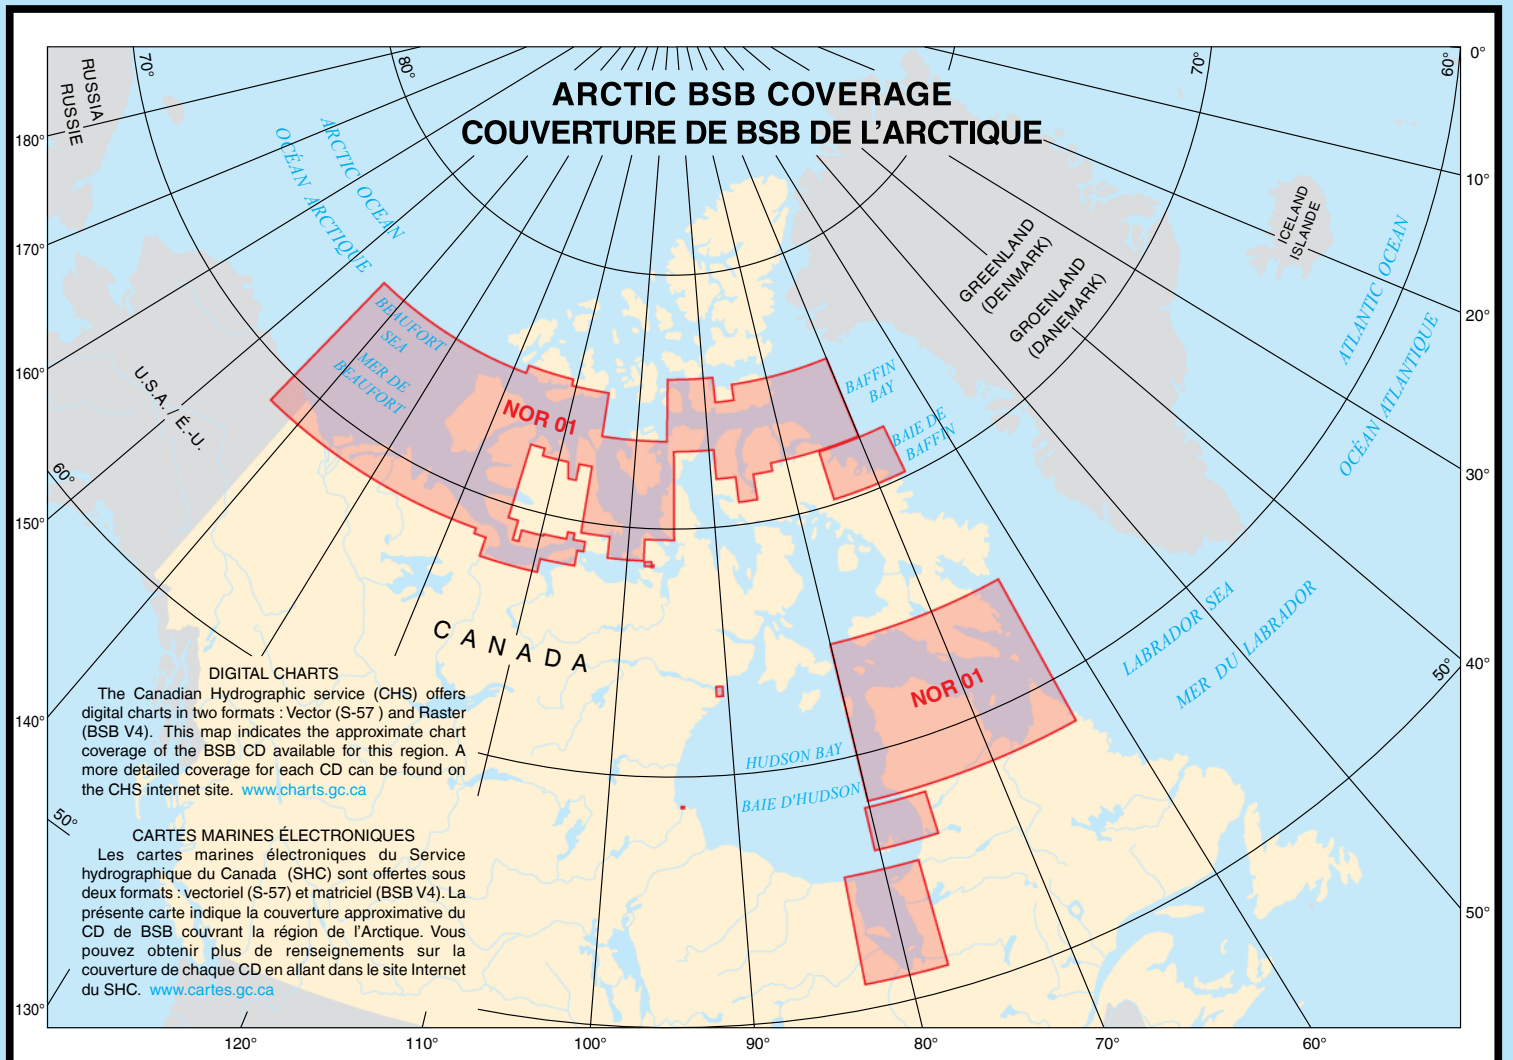 ARCTIC BSB COVERAGE
COUVERTURE DE BSB DE L'ARCTIQUE
RUSSIA
RUSSIE
70°
80°
70°
60°
0°
10°
20°
30°
40°
50°
50°
180°
170°
160°
150°
140°
130°
60°
50°
ARCTIC OCEAN
OCÉAN ARCTIQUE
BEAUFORT
SEA
MER DE
BEAUFORT
NOR 01
U.S.A. / É.-U.
GREENLAND
(DENMARK)
GROENLAND
(DANEMARK)
ICELAND
ISLANDE
ATLANTIC OCEAN
OCÉAN ATLANTIQUE
BAFFIN
BAY
BAIE DE
BAFFIN
CANADA
NOR 01
LABRADOR SEA
MER DU LABRADOR
HUDSON BAY
BAIE D'HUDSON
DIGITAL CHARTS
The Canadian Hydrographic service (CHS) offers
digital charts in two formats : Vector (S-57 ) and Raster
(BSB V4). This map indicates the approximate chart
coverage of the BSB CD available for this region. A
more detailed coverage for each CD can be found on
the CHS internet site. www.charts.gc.ca
CARTES MARINES ÉLECTRONIQUES
Les cartes marines électroniques du Service
hydrographique du Canada (SHC) sont offertes sous
deux formats : vectoriel (S-57) et matriciel (BSB V4). La
présente carte indique la couverture approximative du
CD de BSB couvrant la région de l'Arctique. Vous
pouvez obtenir plus de renseignements sur la
couverture de chaque CD en allant dans le site Internet
du SHC. www.cartes.gc.ca
120°
110°
100°
90°
80°
70°
60°